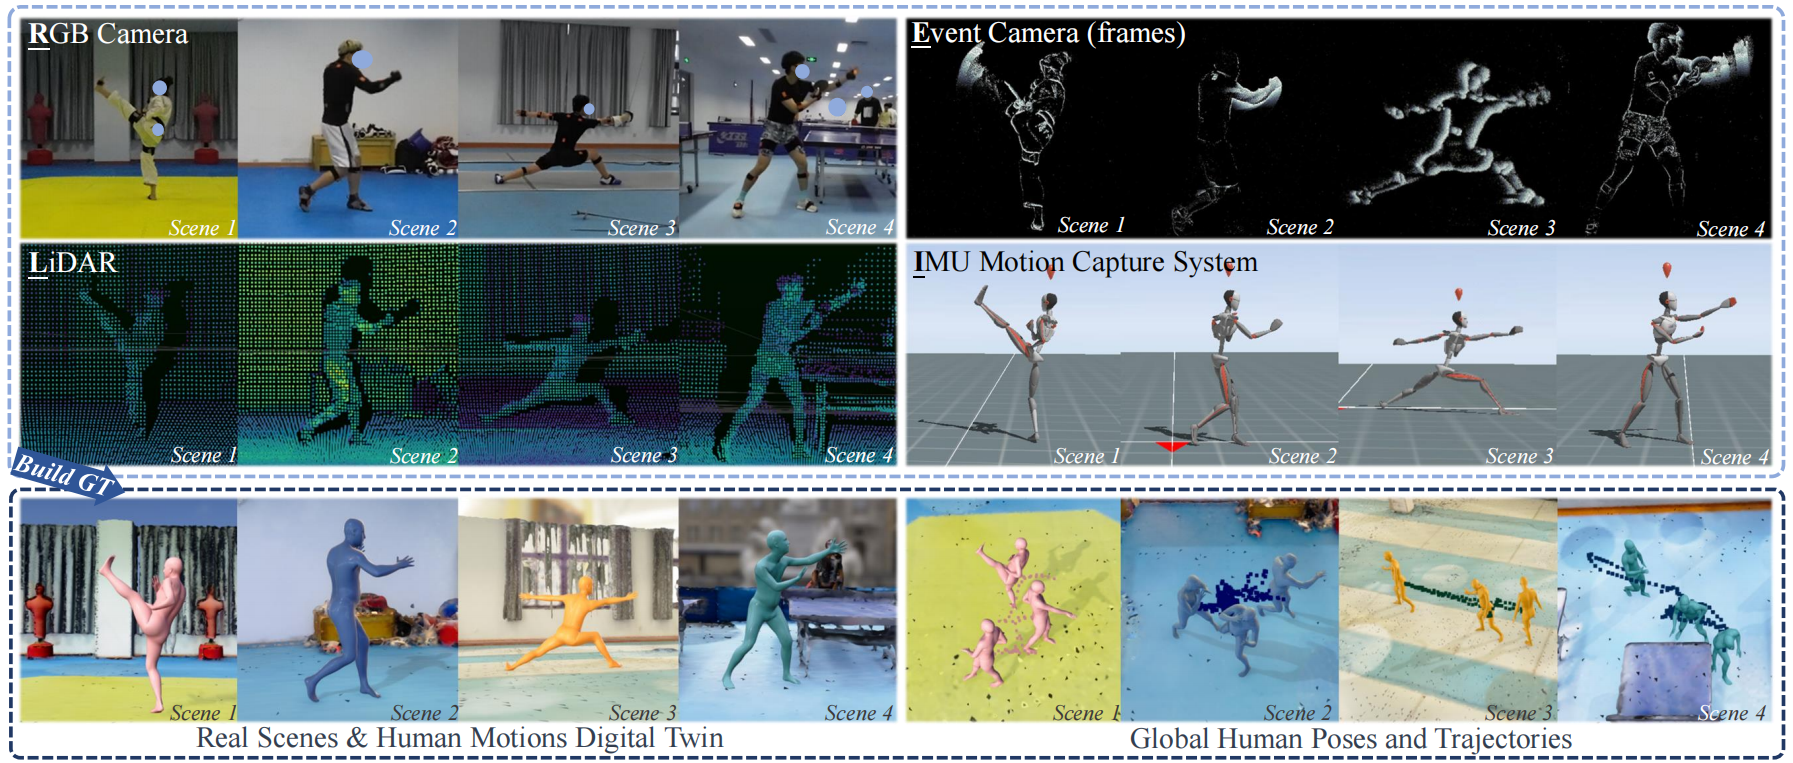 RGB Camera
Scene 1
Scene 2
Scene 3
Scene 4
Event Camera (frames)
Scene 1
Scene 2
Scene 3
Scene 4
LiDAR
Scene 1
Scene 2
Scene 3
Scene 4
IMU Motion Capture System
Scene 1
Scene 2
Scene 3
Scene 4
Build GT
Scene 1
Scene 2
Scene 3
Scene 4
Real Scenes & Human Motions Digital Twin
Scene 1
Scene 2
Scene 3
Scene 4
Global Human Poses and Trajectories